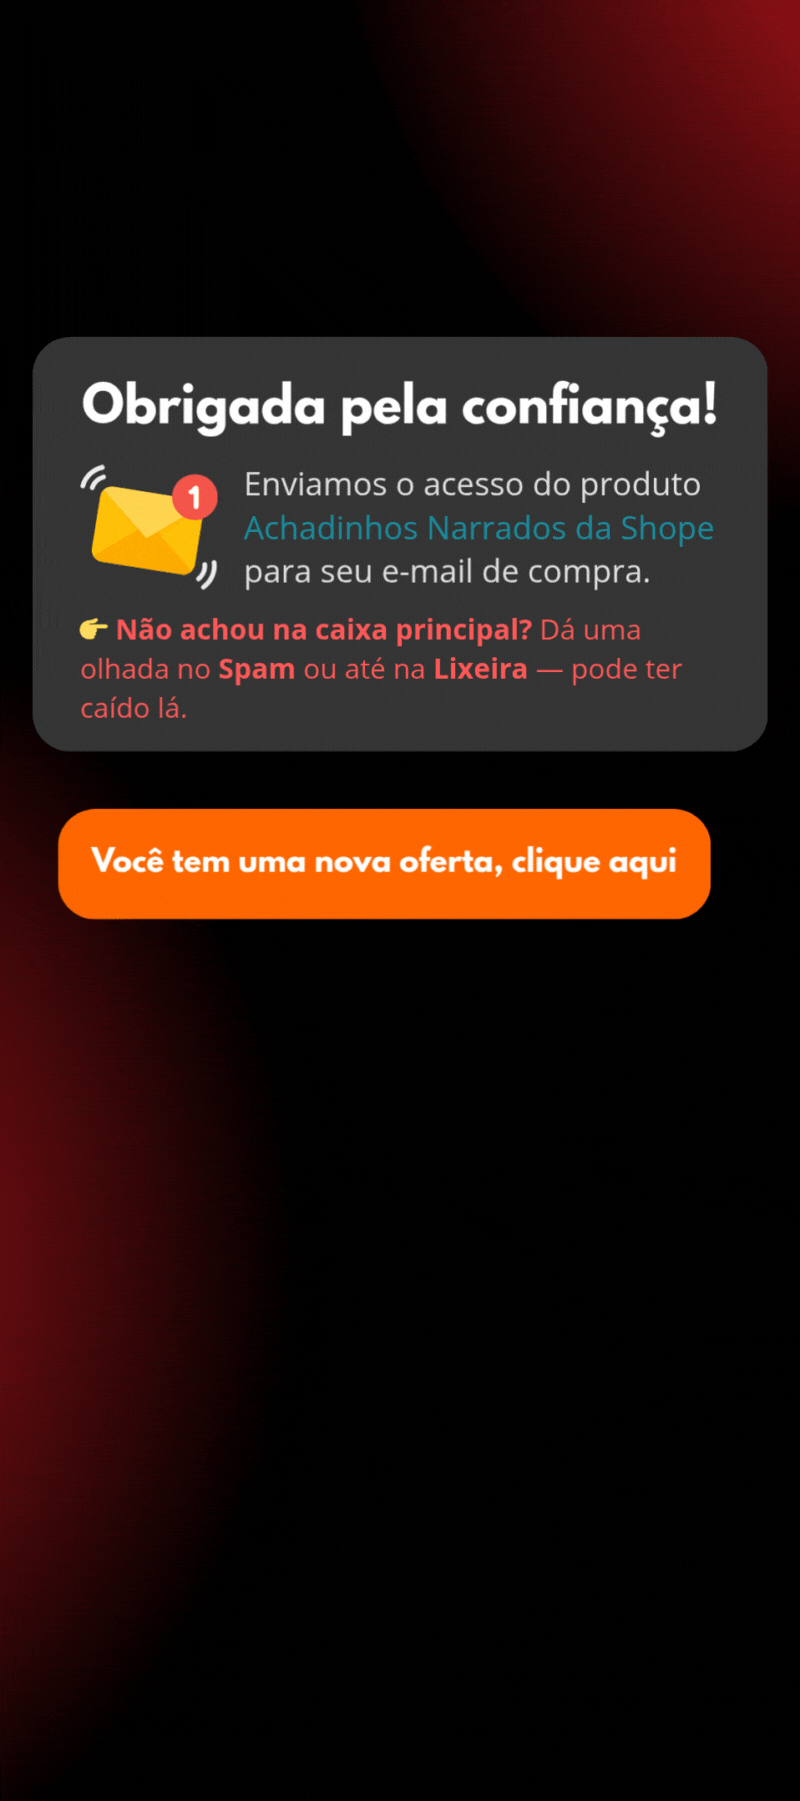 Obrigada pela confiança!
1
Enviamos o acesso do produto
Achadinhos Narrados da Shope
para seu e-mail de compra.
👉 Não achou na caixa principal? Dá uma
olhada no Spam ou até na Lixeira — pode ter
caído lá.
Você tem uma nova oferta, clique aqui